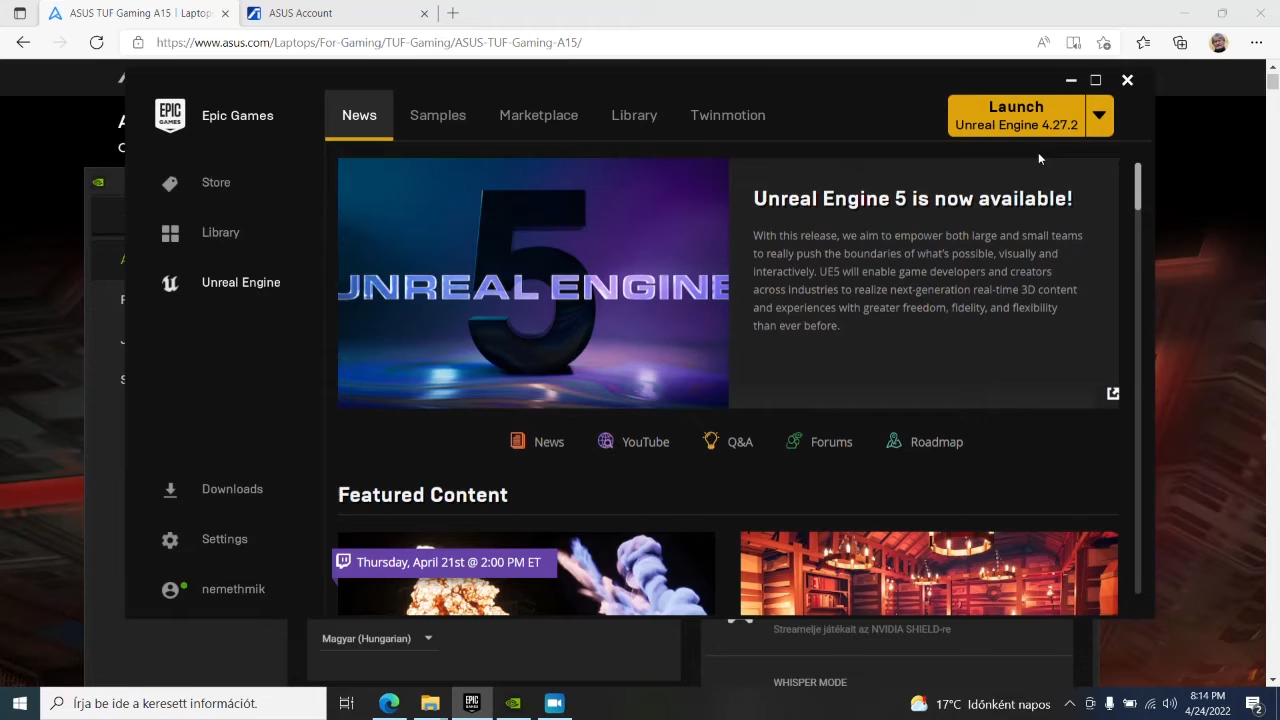 ASUS TUF Gaming A15 | Laptops
ASUS Account
https://www.asus.com/Laptops/For-Gaming/TUF-Gaming/ASUS-TUF-Gaming-A15/
EPIC
GAMES
Epic Games
News
Samples
Marketplace
Library
Twinmotion
Launch
Unreal Engine 4.27.2
Store
Library
Unreal Engine
Downloads
Settings
nemethmik
5
UNREAL ENGINE
Unreal Engine 5 is now available!
With this release, we aim to empower both large and small teams
to really push the boundaries of what's possible, visually and
interactively. UE5 will enable game developers and creators
across industries to realize next-generation real-time 3D content
and experiences with greater freedom, fidelity, and flexibility
than ever before.
News
YouTube
Q&A
Forums
Roadmap
Featured Content
Thursday, April 21st @ 2:00 PM ET
Magyar (Hungarian)
Streamelje játékait az NVIDIA SHIELD-re
WHISPER MODE
Írja be ide a keresett információt.
EPIC
GAMES
17°C Időnként napos
8:14 PM
4/24/2022
2